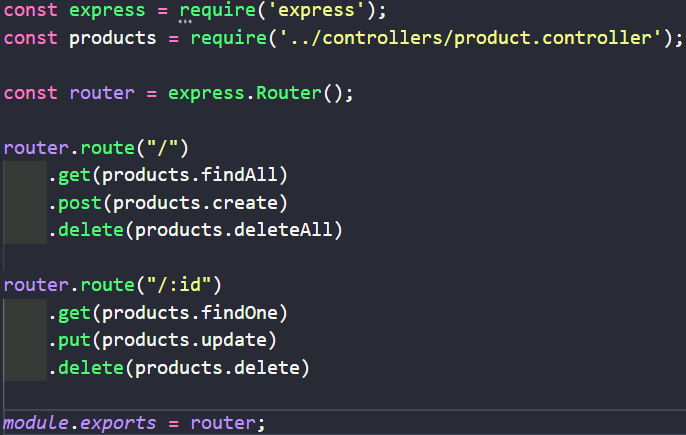 const express = require('express');
const products = require('../controllers/product.controller');
const router = express.Router();
router.route("/")
.get(products.findAll)
.post(products.create)
.delete(products.deleteAll)
router.route("/:id")
.get(products.findOne)
.put(products.update)
.delete(products.delete)
module.exports = router;